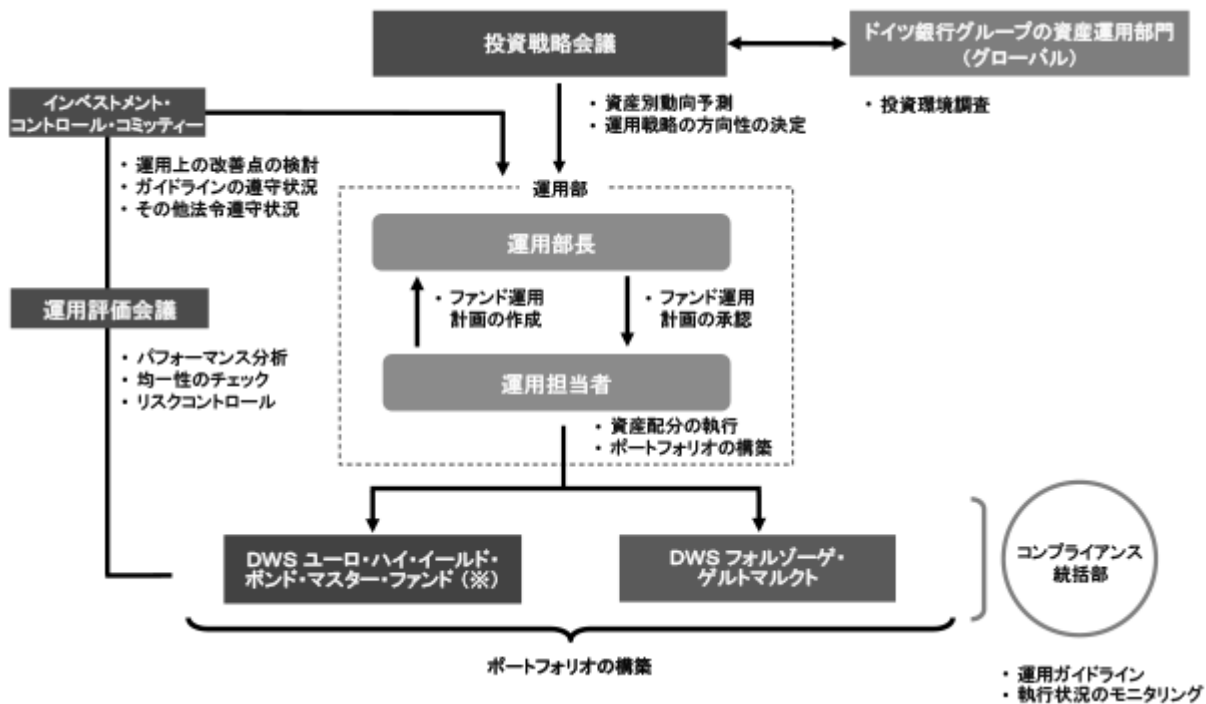 投資戦略会議
ドイツ銀行グループの資産運用部門
(グローバル)
・ 投資環境調査
・ 資産別動向予測
・ 運用戦略の方向性の決定
インベストメント・
コントロール・コミッティー
・ 運用上の改善点の検討
・ ガイドラインの遵守状況
・ その他法令遵守状況
運用部
運用部長
・ ファンド運用
計画の作成
・ ファンド運用
計画の承認
運用担当者
・ 資産配分の執行
・ ポートフォリオの構築
運用評価会議
・ パフォーマンス分析
・ 均一性のチェック
・ リスクコントロール
DWS ユーロ・ハイ・イールド・
ボンド・マスター・ファンド (※)
DWS フォルゾーゲ・
ゲルトマルクト
コンプライアンス
統括部
ポートフォリオの構築
・ 運用ガイドライン
・ 執行状況のモニタリング